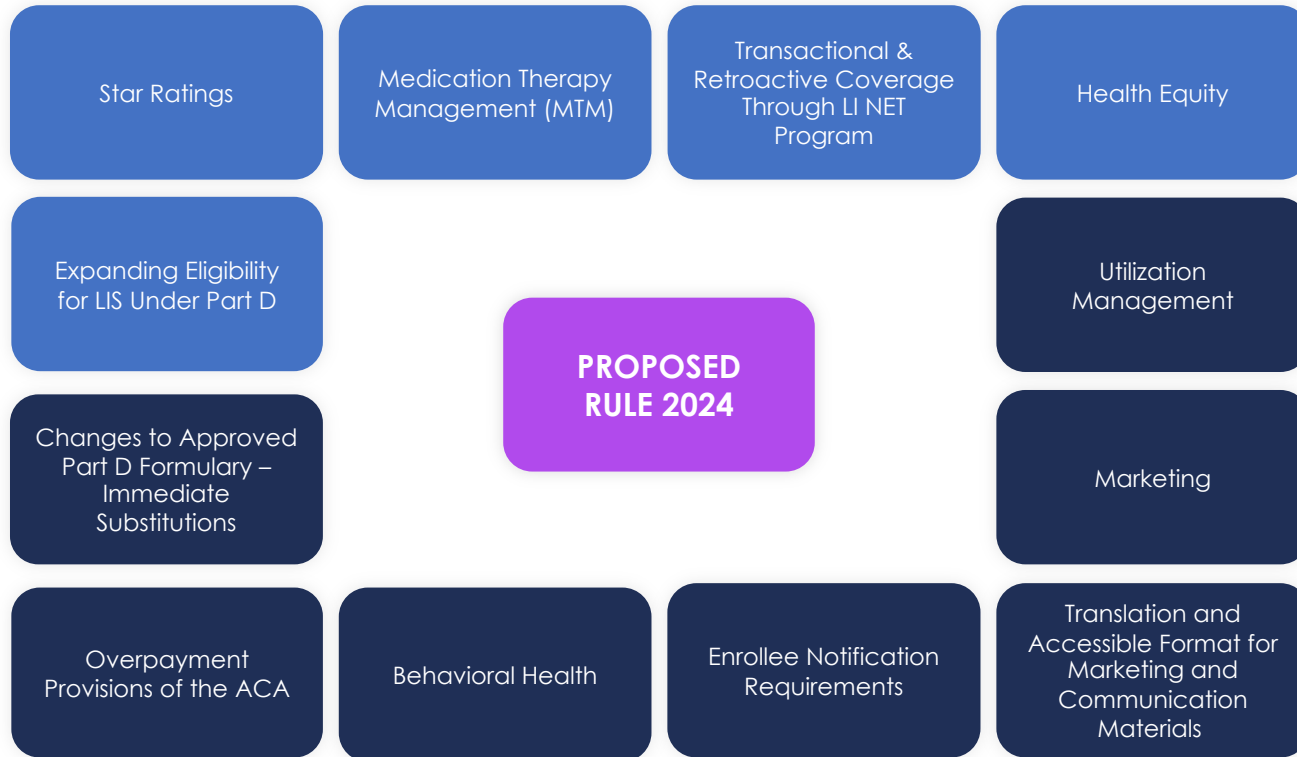 Star Ratings
Medication Therapy
Management (MTM)
Transactional &
Retroactive Coverage
Through LI NET
Program
Health Equity
Expanding Eligibility
for LIS Under Part D
Utilization
Management
PROPOSED
RULE 2024
Changes to Approved
Part D Formulary –
Immediate
Substitutions
Marketing
Overpayment
Provisions of the ACA
Behavioral Health
Enrollee Notification
Requirements
Translation and
Accessible Format for
Marketing and
Communication
Materials